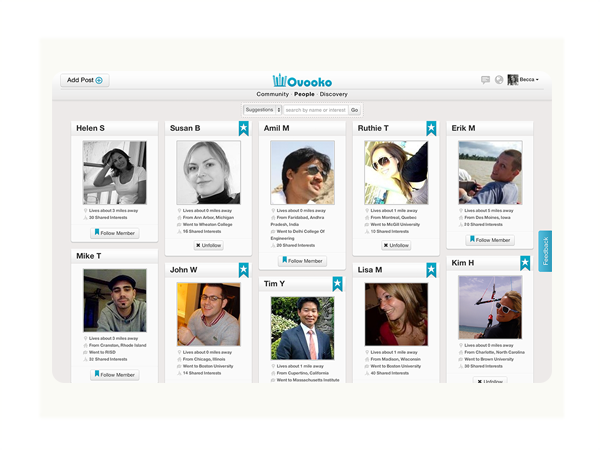 Add Post
Ovooko
Becca
Community · People · Discovery
Suggestions
search by name or interest
Go
Helen S
Lives about 3 miles away
30 Shared Interests
Follow Member
Susan B
Lives about 0 miles away
From Ann Arbor, Michigan
Went to Wheaton College
18 Shared Interests
Unfollow
Amil M
Lives about 0 miles away
From Faridabad, Andhra
Pradesh, India
Went to Delhi College Of
Engineering
Shared Interests
Follow Member
Ruthie T
Lives about 1 mile away
From Montreal, Quebec
Went to McGill University
Shared Interests
Unfollow
Erik M
Lives about 0 miles away
From Des Moines, Iowa
Shared Interests
Follow Member
Mike T
Lives about 3 miles away
From Cranston, Rhode Island
Went to RISD
32 Shared Interests
Follow Member
John W
Lives about 0 miles away
From Chicago, Illinois
Went to Boston University
14 Shared Interests
Tim Y
Lives about 1 mile away
From Cupertino, California
Went to Massachusetts Institute
Lisa M
Lives about 1 mile away
From Madison, Wisconsin
Went to Boston University
40 Shared Interests
Kim H
Lives about 0 miles away
From Charlotte, North Carolina
Went to Brown University
Shared Interests
Unfollow
Feedback